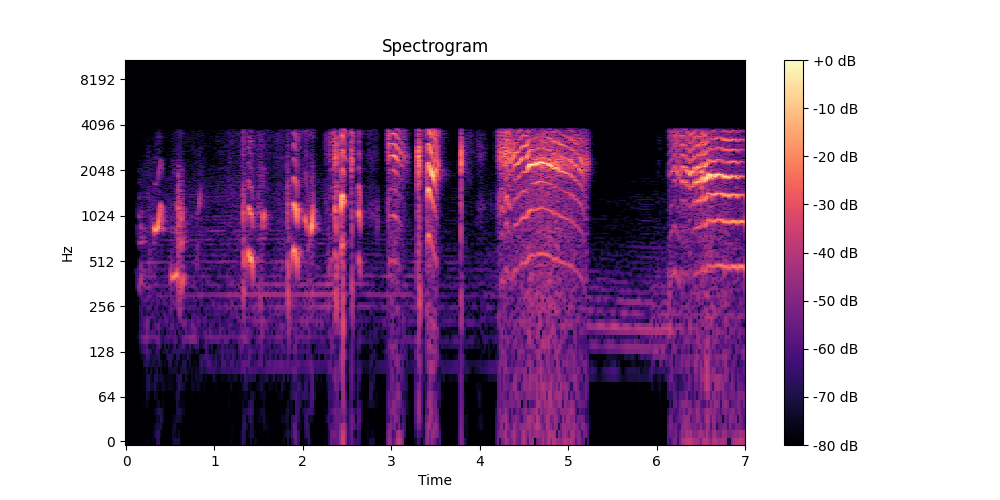 Spectrogram
8192
4096
2048
1024
512
256
128
64
0
Hz
0 1 2 3 4 5 6 7
Time
+0 dB
-10 dB
-20 dB
-30 dB
-40 dB
-50 dB
-60 dB
-70 dB
-80 dB